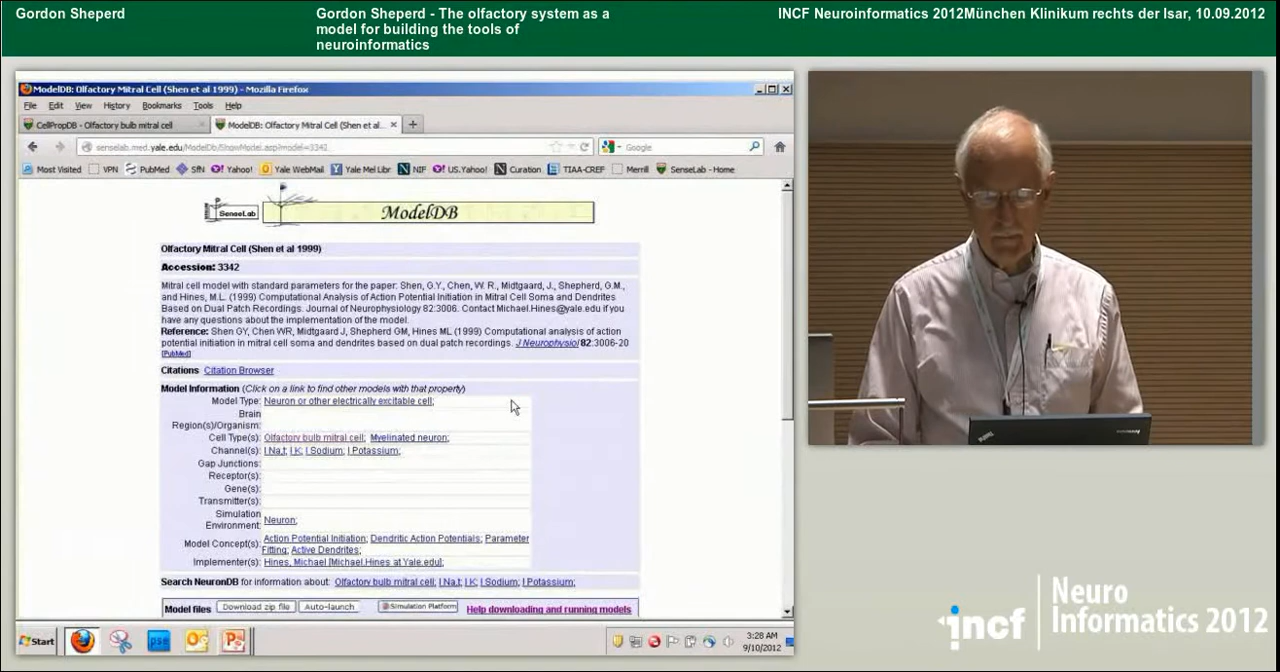 Gordon Sheperd
Gordon Sheperd - The olfactory system as a
model for building the tools of
neuroinformatics
INCF Neuroinformatics 2012München Klinikum rechts der Isar, 10.09.2012
ModelDB: Olfactory Mitral Cell (Shen et al 1999) - Mozilla Firefox
File Edit View History Bookmarks Tools Help
CellPropDB - Olfactory bulb mitral cell
ModelDB: Olfactory Mitral Cell (Shen et al...
senselab.med.yale.edu/ModelDb/ShowModel.asp?model=3342
Google
Most Visited VPN PubMed SfN Yahoo! Yale WebMail Yale Mel Libr NIF US.Yahoo! Curation TIAA-CREF Merrill SenseLab - Home
SenseLab
ModelDB
Olfactory Mitral Cell (Shen et al 1999)
Accession: 3342
Mitral cell model with standard parameters for the paper: Shen, G.Y., Chen, W. R., Midtgaard, J., Shepherd, G.M.,
and Hines, M.L. (1999) Computational Analysis of Action Potential Initiation in Mitral Cell Soma and Dendrites
Based on Dual Patch Recordings. Journal of Neurophysiology 82:3006. Contact Michael.Hines@yale.edu if you
have any questions about the implementation of the model.
Reference: Shen GY, Chen WR, Midtgaard J, Shepherd GM, Hines ML (1999) Computational analysis of action
potential initiation in mitral cell soma and dendrites based on dual patch recordings. J Neurophysiol 82:3006-20
[PubMed]
Citations Citation Browser
Model Information (Click on a link to find other models with that property)
Model Type: Neuron or other electrically excitable cell;
Brain
Region(s)/Organism:
Cell Type(s): Olfactory bulb mitral cell; Myelinated neuron;
Channel(s): I Na,t; I K; I Sodium; I Potassium;
Gap Junctions:
Receptor(s):
Gene(s):
Transmitter(s):
Simulation
Environment: Neuron;
Model Concept(s): Action Potential Initiation; Dendritic Action Potentials; Parameter
Fitting; Active Dendrites;
Implementer(s): Hines, Michael [Michael.Hines at Yale.edu];
Search NeuronDB for information about: Olfactory bulb mitral cell; I Na,t; I K; I Sodium; I Potassium;
Model files Download zip file Auto-launch Simulation Platform Help downloading and running models
Start
pse
3:28 AM
9/10/2012
incf
Neuro
Informatics 2012